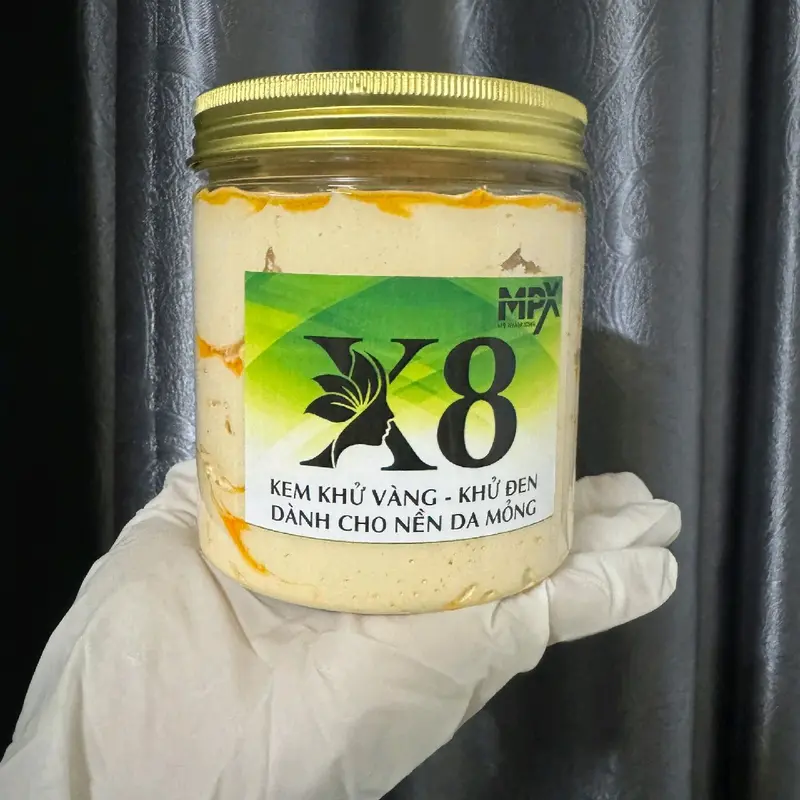 MPX
X8
KEM KHỬ VÀNG - KHỬ ĐEN
DÀNH CHO NỀN DA MỎNG